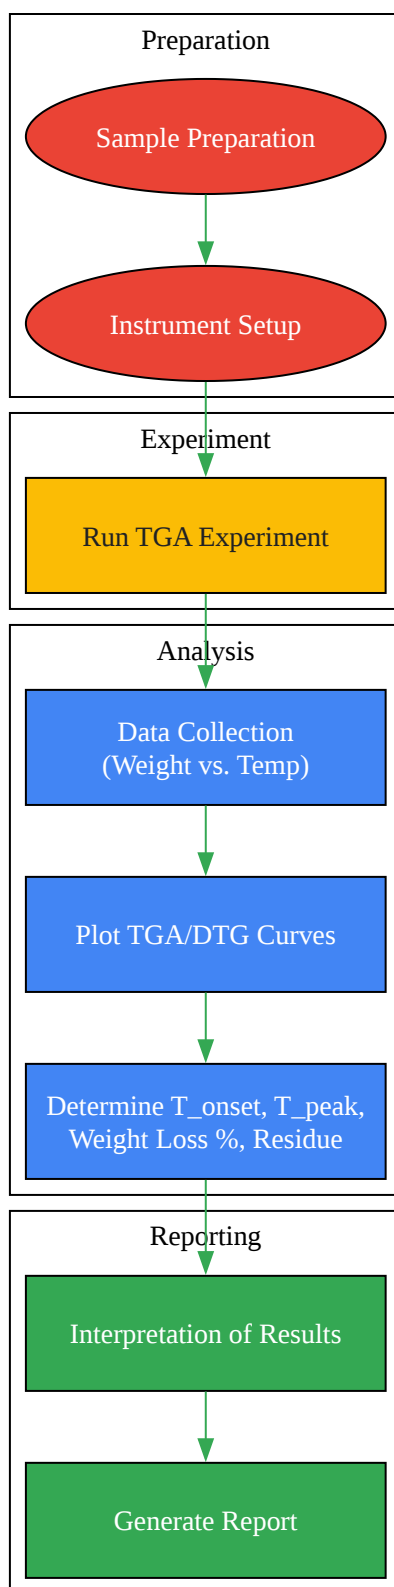 Preparation
Sample Preparation
Instrument Setup
Experiment
Run TGA Experiment
Analysis
Data Collection
(Weight vs. Temp)
Plot TGA/DTG Curves
Determine T_onset, T_peak,
Weight Loss %, Residue
Reporting
Interpretation of Results
Generate Report